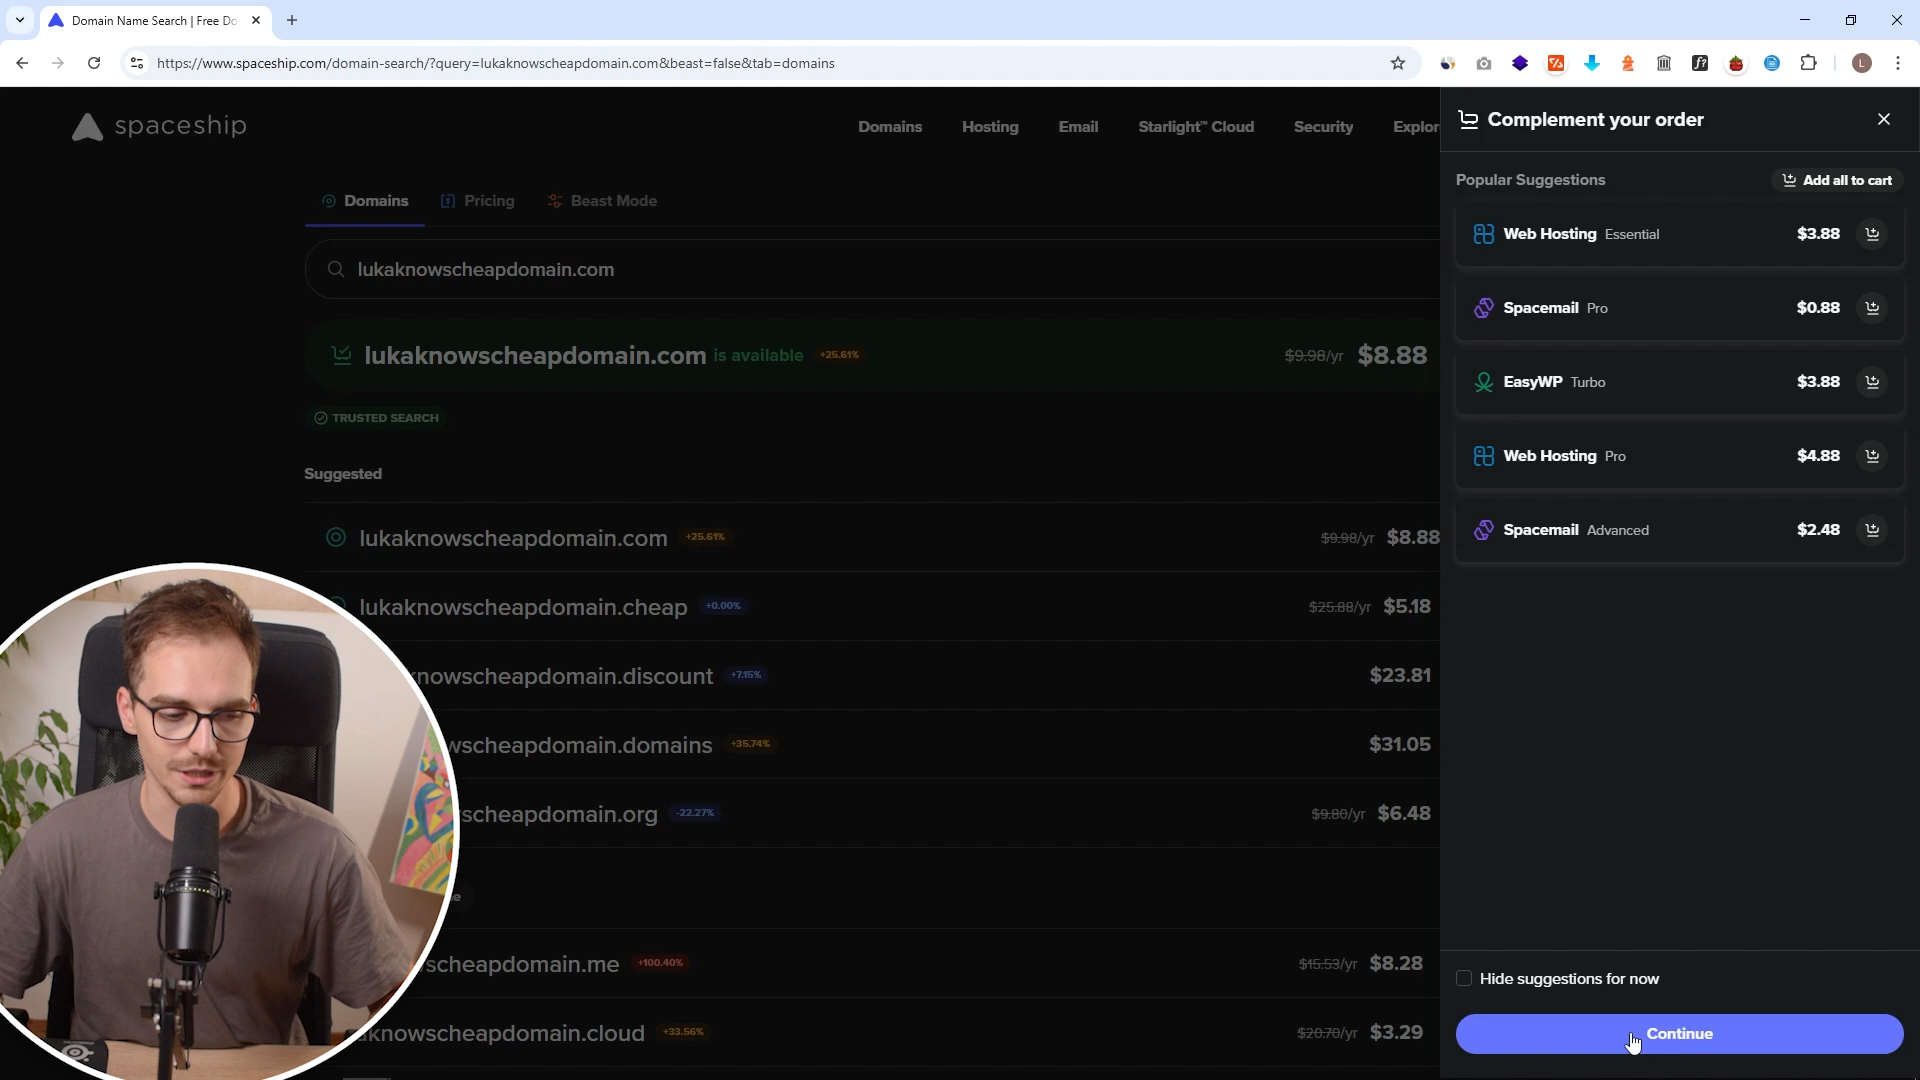 Domain Name Search | Free Do
https://www.spaceship.com/domain-search/?query=lukaknowscheapdomain.com&beast=false&tab=domains
L
spaceship
Domains Hosting Email Starlight™ Cloud Security Explor
Domains Pricing Beast Mode
lukaknowscheapdomain.com
lukaknowscheapdomain.com is available +25.61% $9.98/yr $8.88
TRUSTED SEARCH
Suggested
lukaknowscheapdomain.com +25.61% $9.98/yr $8.88
lukaknowscheapdomain.cheap +0.00% $25.88/yr $5.18
nowscheapdomain.discount +7.15% $23.81
wscheapdomain.domains +35.74% $31.05
scheapdomain.org -22.27% $9.80/yr $6.48
scheapdomain.me +100.40% $15.53/yr $8.28
knowscheapdomain.cloud +33.56% $20.70/yr $3.29
Complement your order
Popular Suggestions Add all to cart
Web Hosting Essential $3.88
Spacemail Pro $0.88
EasyWP Turbo $3.88
Web Hosting Pro $4.88
Spacemail Advanced $2.48
Hide suggestions for now
Continue